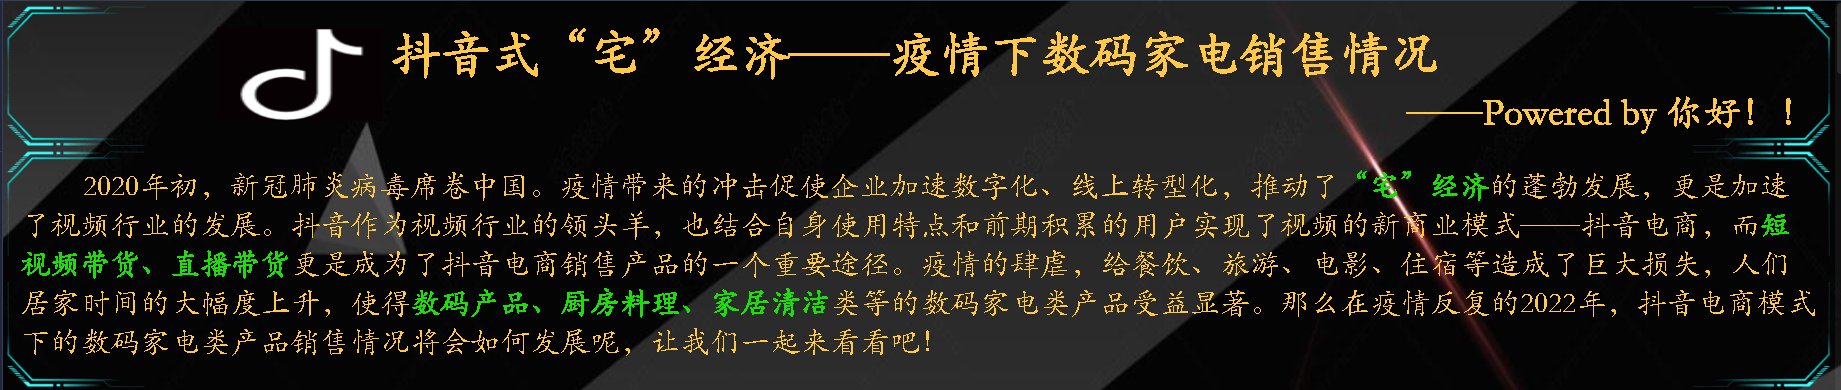 抖音式“宅”经济——疫情下数码家电销售情况
——Powered by 你好！！
2020年初，新冠肺炎病毒席卷中国。疫情带来的冲击促使企业加速数字化、线上转型化，推动了“宅”经济的蓬勃发展，更是加速
了视频行业的发展。抖音作为视频行业的领头羊，也结合自身使用特点和前期积累的用户实现了视频的新商业模式——抖音电商，而短
视频带货、直播带货更是成为了抖音电商销售产品的一个重要途径。疫情的肆虐，给餐饮、旅游、电影、住宿等造成了巨大损失，人们
居家时间的大幅度上升，使得数码产品、厨房料理、家居清洁类等的数码家电类产品受益显著。那么在疫情反复的2022年，抖音电商模式
下的数码家电类产品销售情况将会如何发展呢，让我们一起来看看吧！